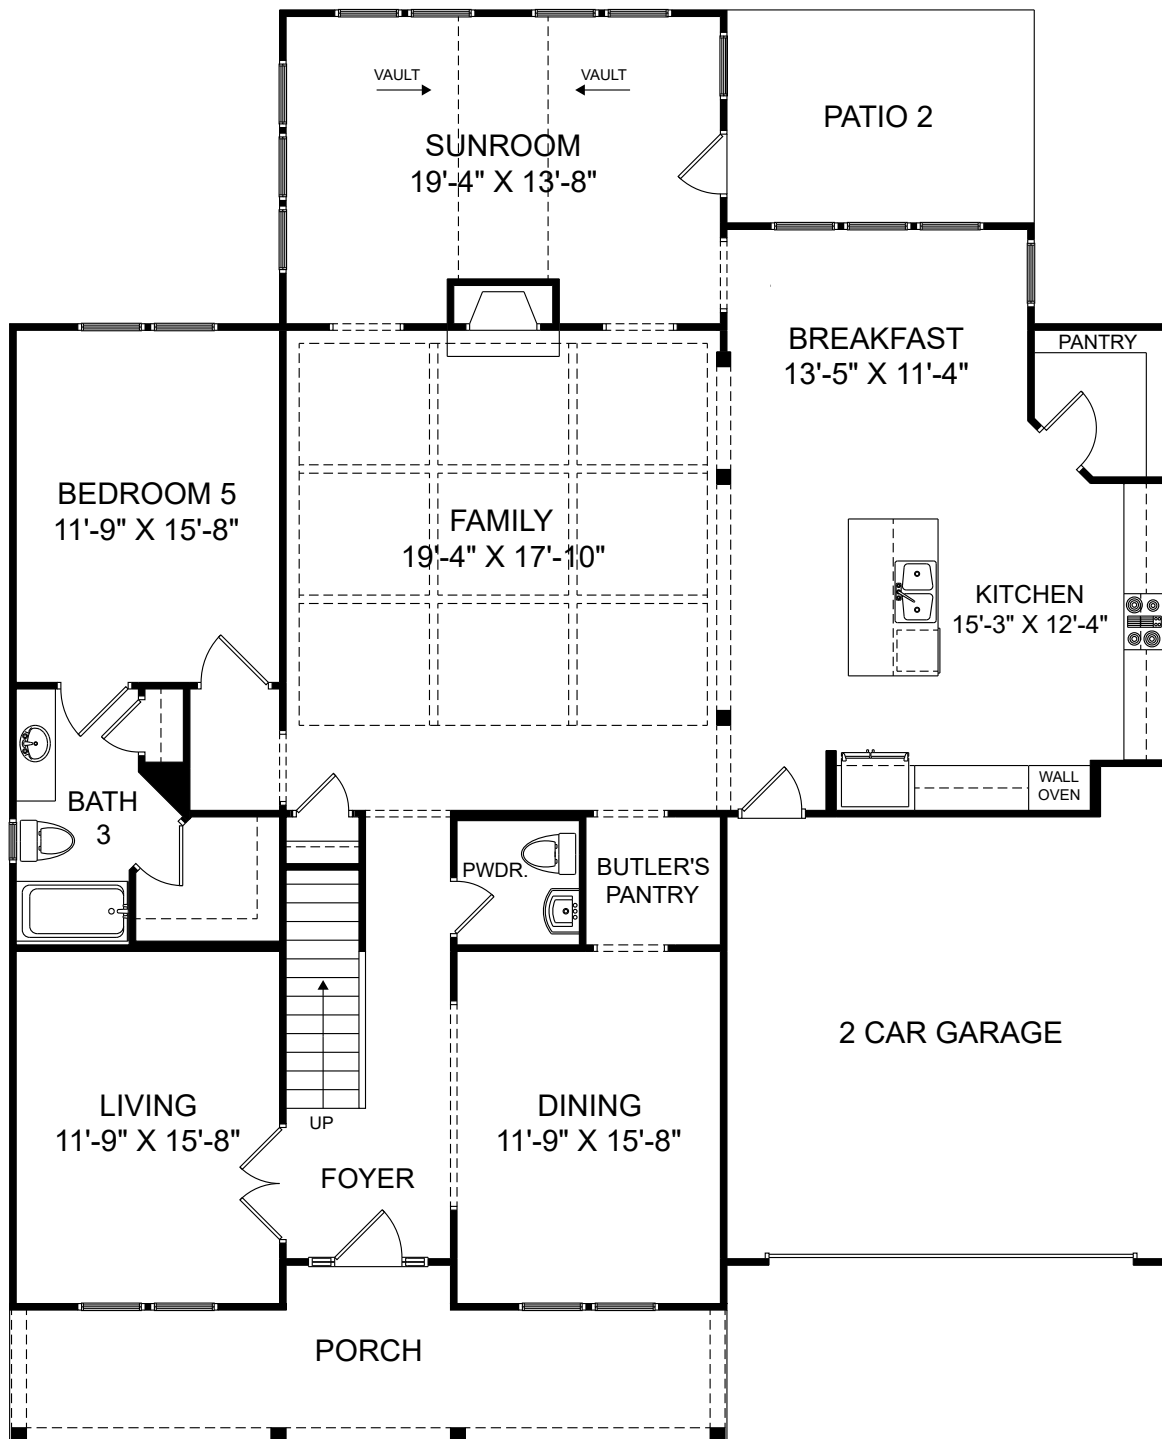 VAULT
VAULT
SUNROOM
19'-4" X 13'-8"
PATIO 2
BREAKFAST
13'-5" X 11'-4"
PANTRY
BEDROOM 5
11'-9" X 15'-8"
FAMILY
19'-4" X 17'-10"
KITCHEN
15'-3" X 12'-4"
WALL
OVEN
BATH
3
PWDR.
BUTLER'S
PANTRY
2 CAR GARAGE
LIVING
11'-9" X 15'-8"
UP
FOYER
DINING
11'-9" X 15'-8"
PORCH